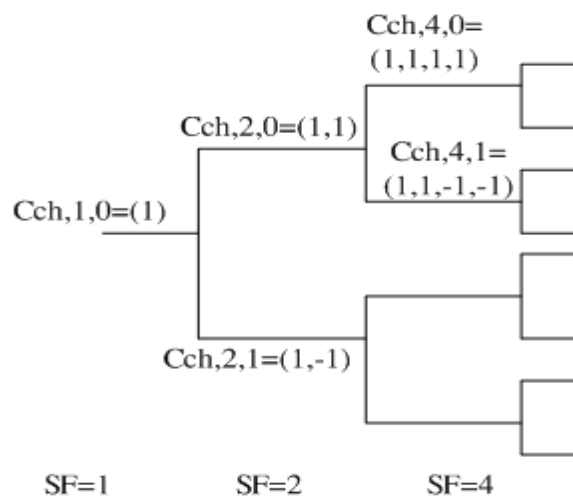 Cch,4,0=
(1,1,1,1)
Cch,2,0=(1,1)
Cch,4,1=
(1,1,-1,-1)
Cch,1,0=(1)
Cch,2,1=(1,-1)
SF=1
SF=2
SF=4